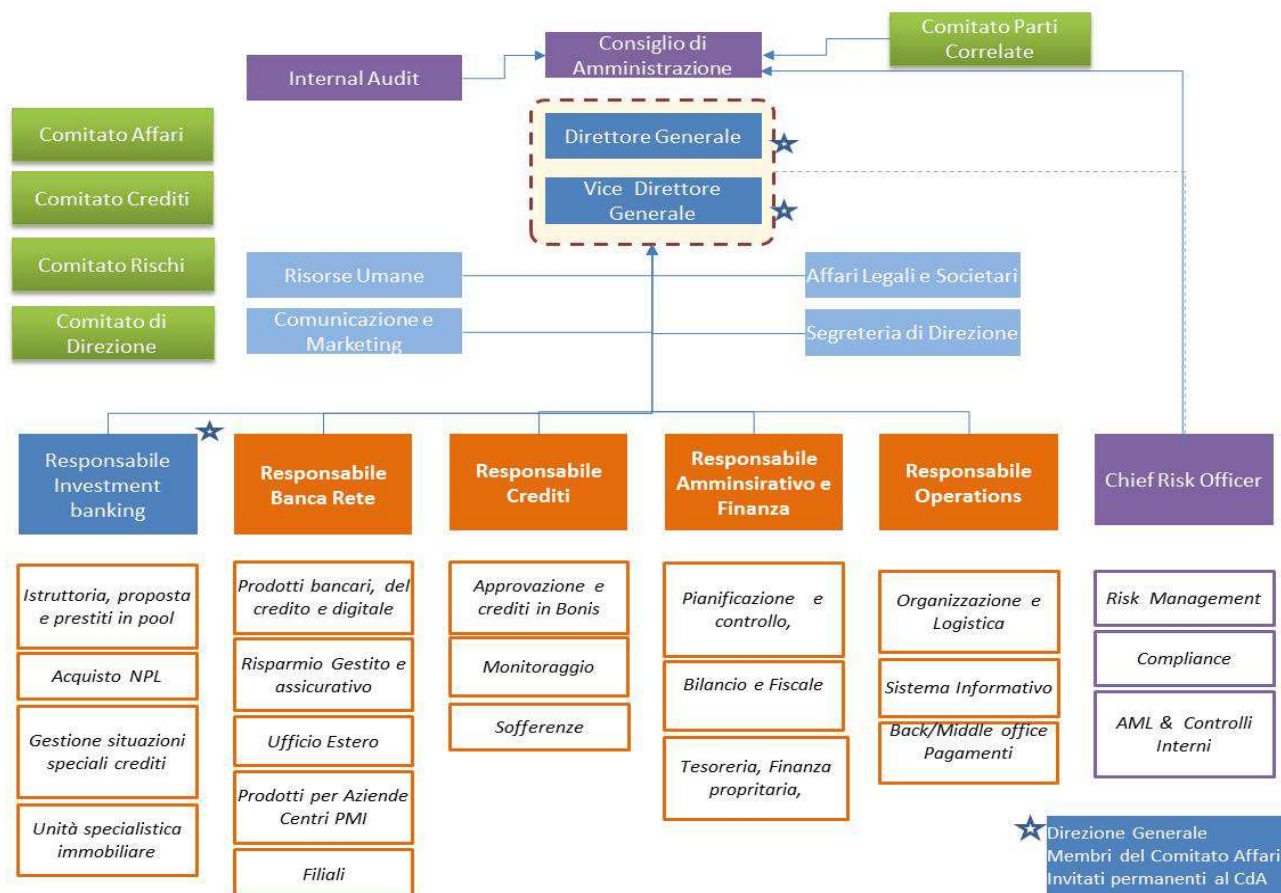 Consiglio di
Amministrazione
Comitato Parti
Correlate
Internal Audit
Comitato Affari
Comitato Crediti
Comitato Rischi
Comitato di
Direzione
Direttore Generale
Vice Direttore
Generale
Risorse Umane
Affari Legali e Societari
Comunicazione e
Marketing
Segreteria di Direzione
Responsabile
Investment
banking
Responsabile
Banca Rete
Responsabile
Crediti
Responsabile
Amminsirativo e
Finanza
Responsabile
Operations
Chief Risk Officer
Istruttoria, proposta
e prestiti in pool
Acquisto NPL
Gestione situazioni
speciali crediti
Unità specialistica
immobiliare
Prodotti bancari, del
credito e digitale
Risparmio Gestito e
assicurativo
Ufficio Estero
Prodotti per Aziende
Centri PMI
Filiali
Approvazione e
crediti in Bonis
Monitoraggio
Sofferenze
Pianificazione e
controllo,
Bilancio e Fiscale
Tesoreria, Finanza
propritaria,
Organizzazione e
Logistica
Sistema Informativo
Back/Middle office
Pagamenti
Risk Management
Compliance
AML & Controlli
Interni
Direzione Generale
Membri del Comitato Affari
Invitati permanenti al CdA